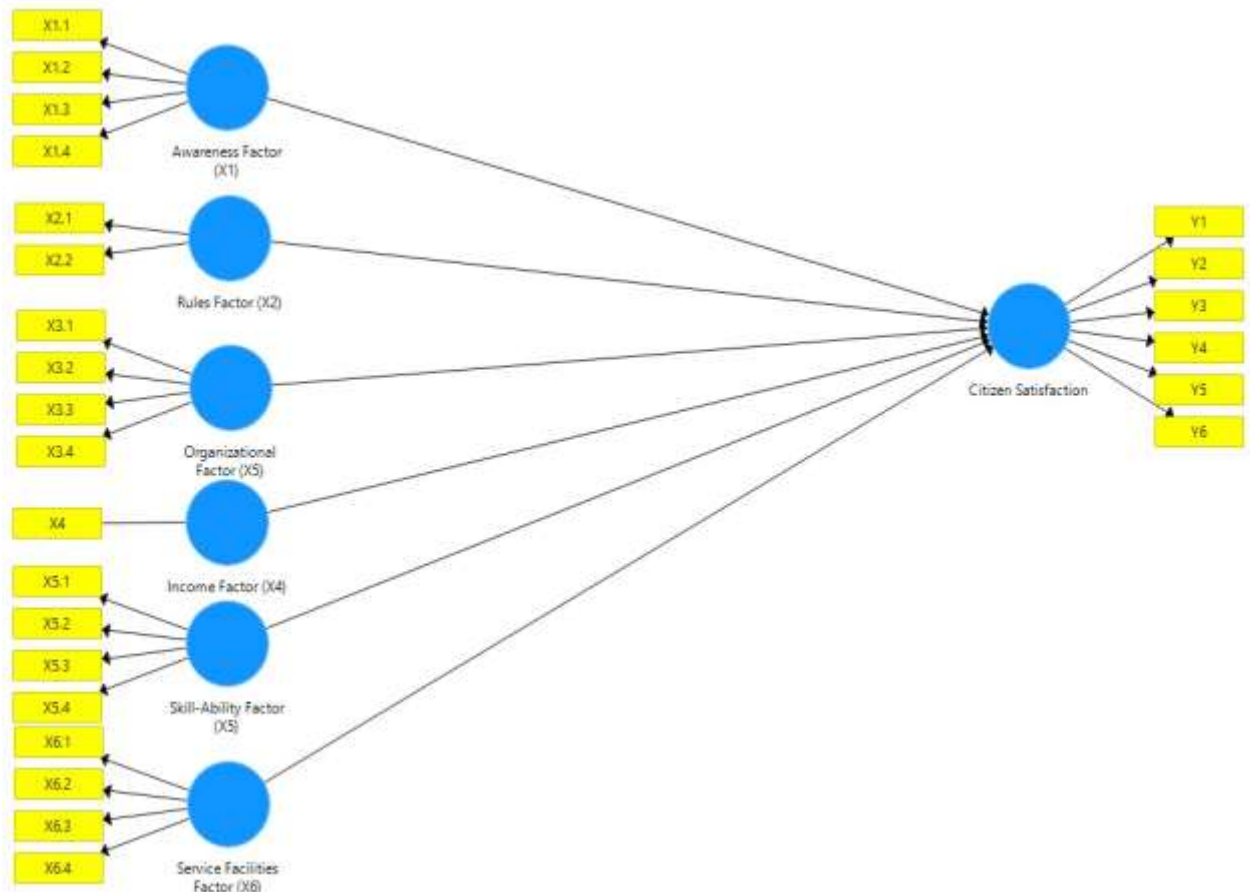 X1.1
X1.2
X1.3
X1.4
Awareness Factor
(X1)
X2.1
X2.2
Rules Factor (X2)
X3.1
X3.2
X3.3
X3.4
Organizational
Factor (X5)
X4
Income Factor (X4)
X5.1
X5.2
X5.3
X5.4
Skill-Ability Factor
(X5)
X6.1
X6.2
X6.3
X6.4
Service Facilities
Factor (X6)
Citizen Satisfaction
Y1
Y2
Y3
Y4
Y5
Y6